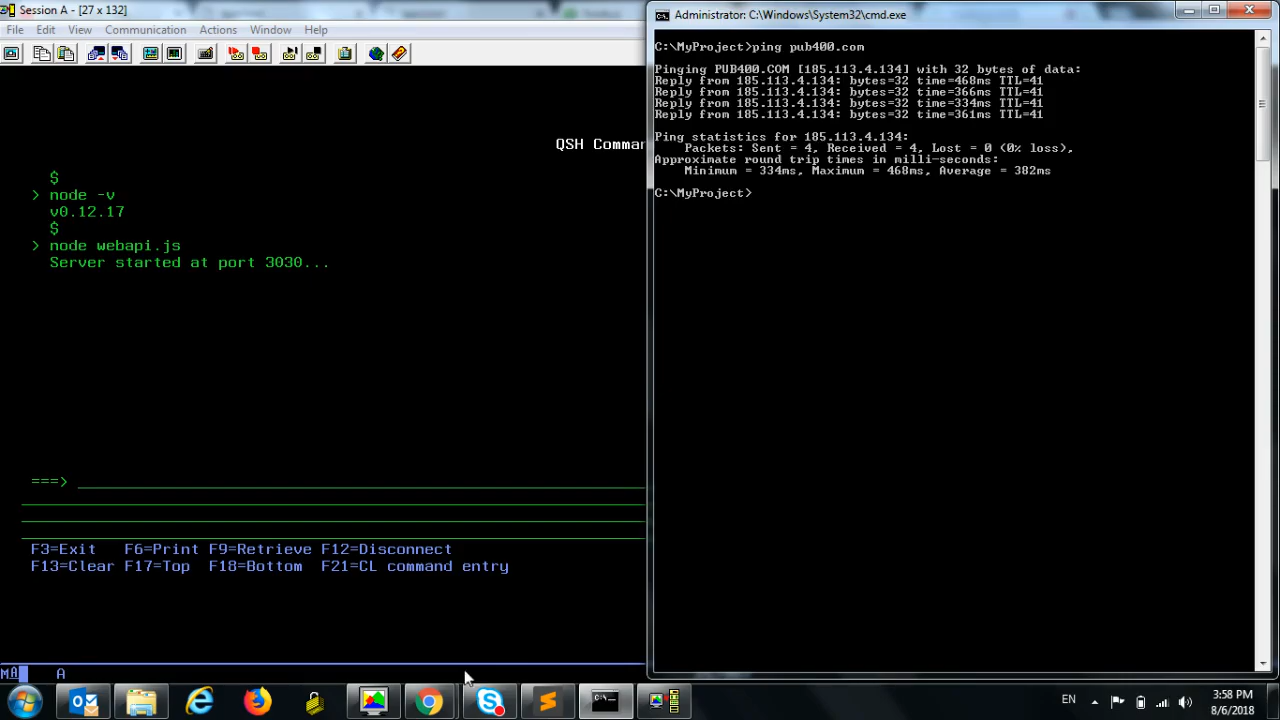 Session A - [27 x 132]
File Edit View Communication Actions Window Help
QSH Comman
$
> node -v
v0.12.17
$
> node webapi.js
Server started at port 3030...
===>
F3=Exit F6=Print F9=Retrieve F12=Disconnect
F13=Clear F17=Top F18=Bottom F21=CL command entry
MA A
Administrator: C:\Windows\System32\cmd.exe
C:\MyProject>ping pub400.com
Pinging PUB400.COM [185.113.4.134] with 32 bytes of data:
Reply from 185.113.4.134: bytes=32 time=468ms TTL=41
Reply from 185.113.4.134: bytes=32 time=366ms TTL=41
Reply from 185.113.4.134: bytes=32 time=334ms TTL=41
Reply from 185.113.4.134: bytes=32 time=361ms TTL=41
Ping statistics for 185.113.4.134:
Packets: Sent = 4, Received = 4, Lost = 0 (0% loss),
Approximate round trip times in milli-seconds:
Minimum = 334ms, Maximum = 468ms, Average = 382ms
C:\MyProject>
EN
3:58 PM
8/6/2018